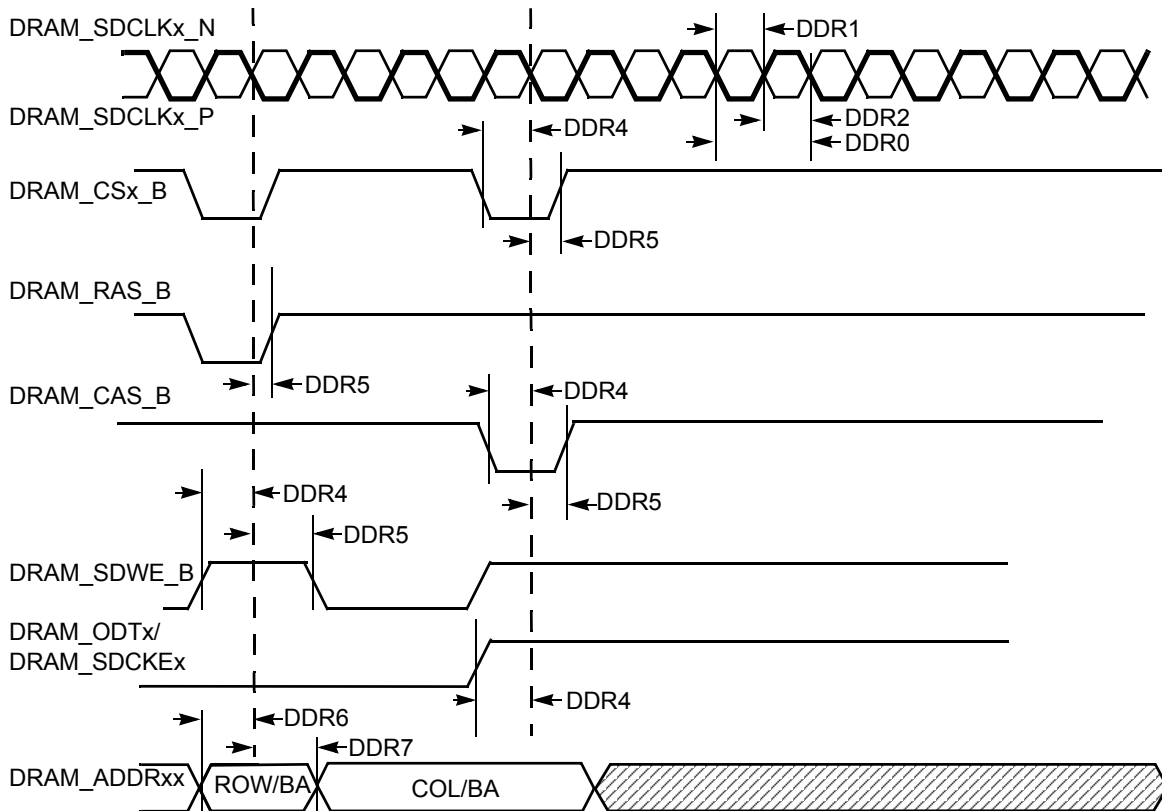 DRAM_SDCLKx_N
DDR1
DRAM_SDCLKx_P
DDR4
DDR2
DDR0
DRAM_CSx_B
DDR5
DRAM_RAS_B
DDR5
DDR4
DRAM_CAS_B
DDR4
DDR5
DDR5
DRAM_SDWE_B
DRAM_ODTx/
DRAM_SDCKEx
DDR4
DDR6
DDR7
DRAM_ADDRxx
ROW/BA
COL/BA